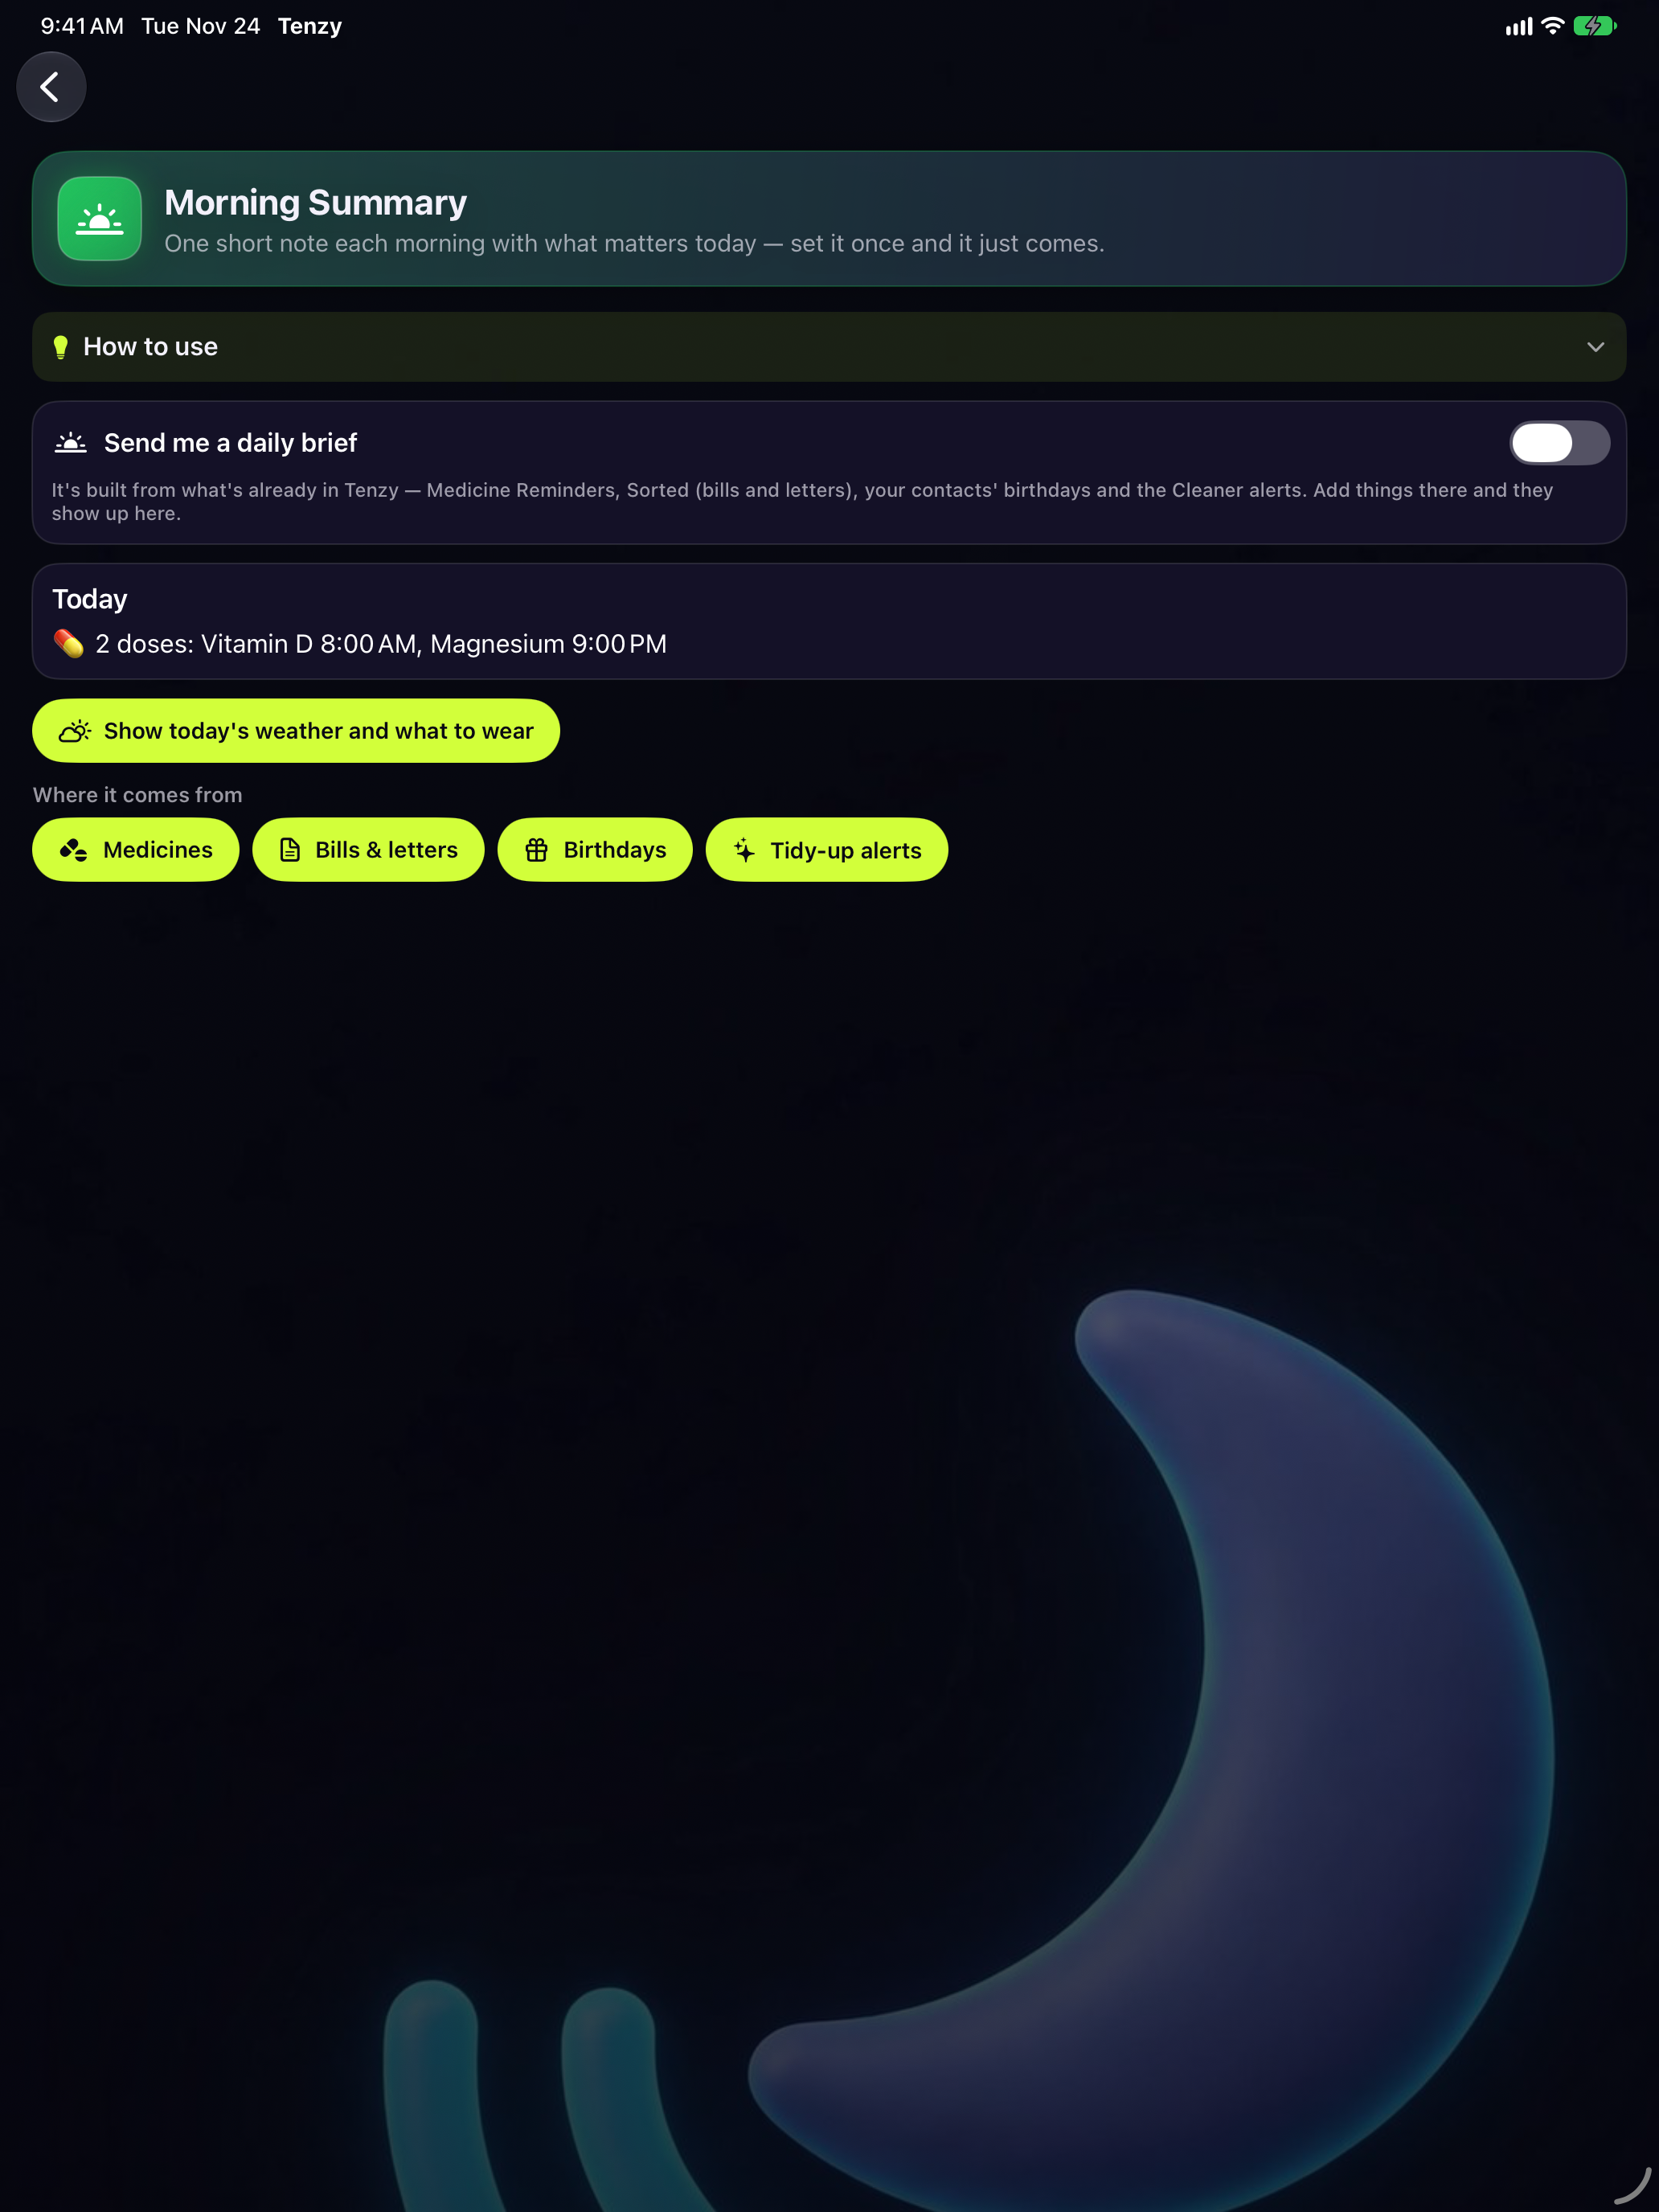 9:41 AM Tue Nov 24 Tenzy
Morning Summary
One short note each morning with what matters today — set it once and it just comes.
How to use
Send me a daily brief
It's built from what's already in Tenzy — Medicine Reminders, Sorted (bills and letters), your contacts' birthdays and the Cleaner alerts. Add things there and they
show up here.
Today
2 doses: Vitamin D 8:00 AM, Magnesium 9:00 PM
Show today's weather and what to wear
Where it comes from
Medicines
Bills & letters
Birthdays
Tidy-up alerts